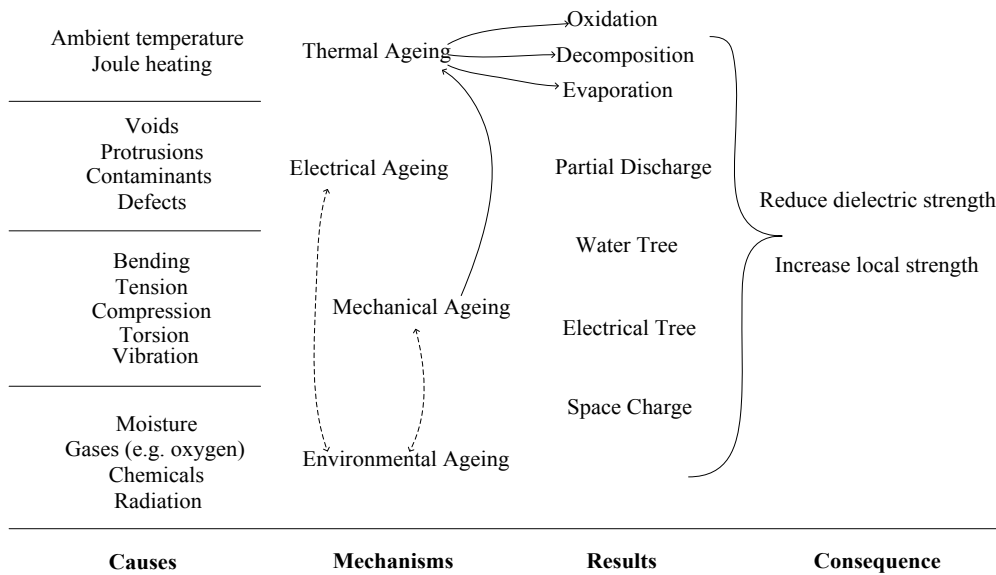 Ambient temperature
Joule heating
Voids
Protrusions
Contaminants
Defects
Bending
Tension
Compression
Torsion
Vibration
Moisture
Gases (e.g. oxygen)
Chemicals
Radiation
Causes
Thermal Ageing
Electrical Ageing
Mechanical Ageing
Environmental Ageing
Mechanisms
Oxidation
Decomposition
Evaporation
Partial Discharge
Water Tree
Electrical Tree
Space Charge
Results
Reduce dielectric strength
Increase local strength
Consequence